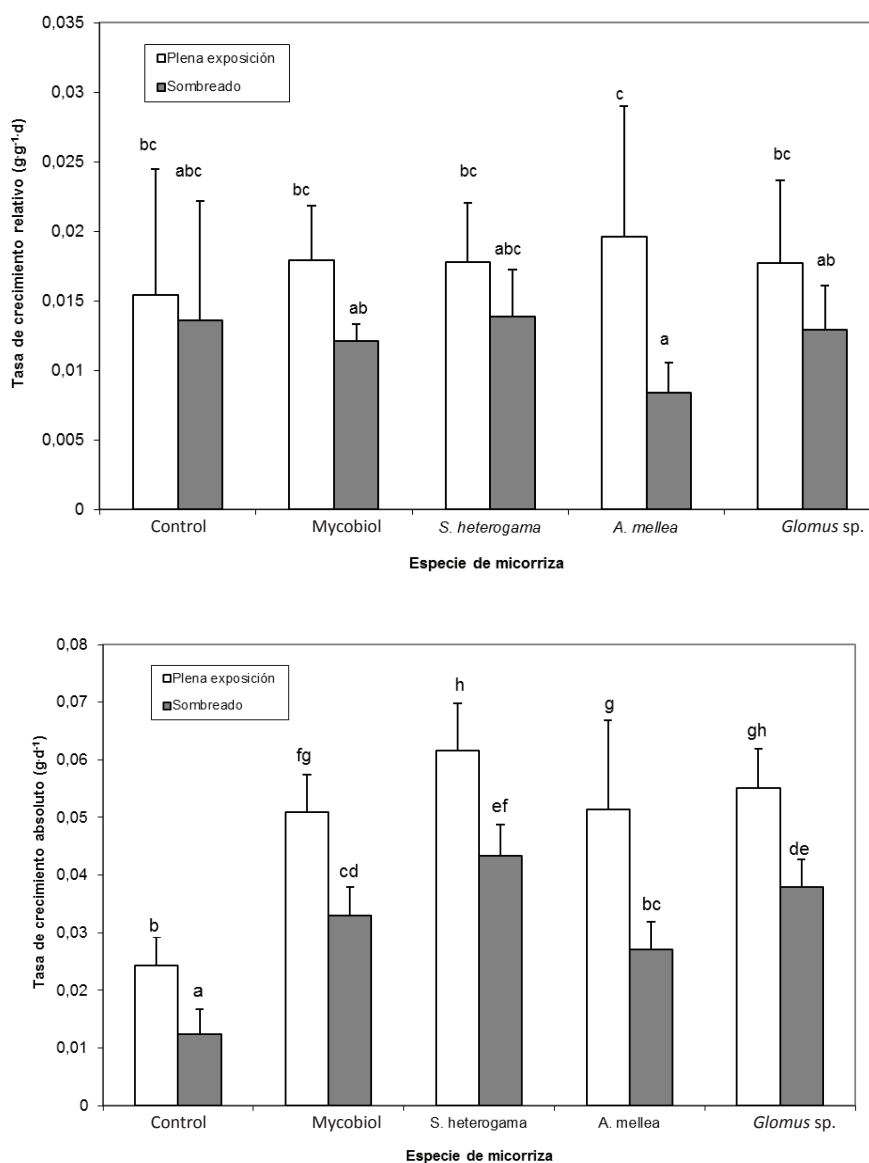 0,035
0,03
0,025
0,02
0,015
0,01
0,005
0
Tasa de crecimiento relativo (g·g⁻¹·d)
Plena exposición
Sombreado
bc
abc
bc
ab
bc
abc
c
a
bc
ab
Control
Mycobiol
S. heterogama
A. mellea
Glomus sp.
Especie de micorriza
0,08
0,07
0,06
0,05
0,04
0,03
0,02
0,01
0
Tasa de crecimiento absoluto (g·d⁻¹)
Plena exposición
Sombreado
b
a
fg
cd
h
ef
g
bc
gh
de
Control
Mycobiol
S. heterogama
A. mellea
Glomus sp.
Especie de micorriza